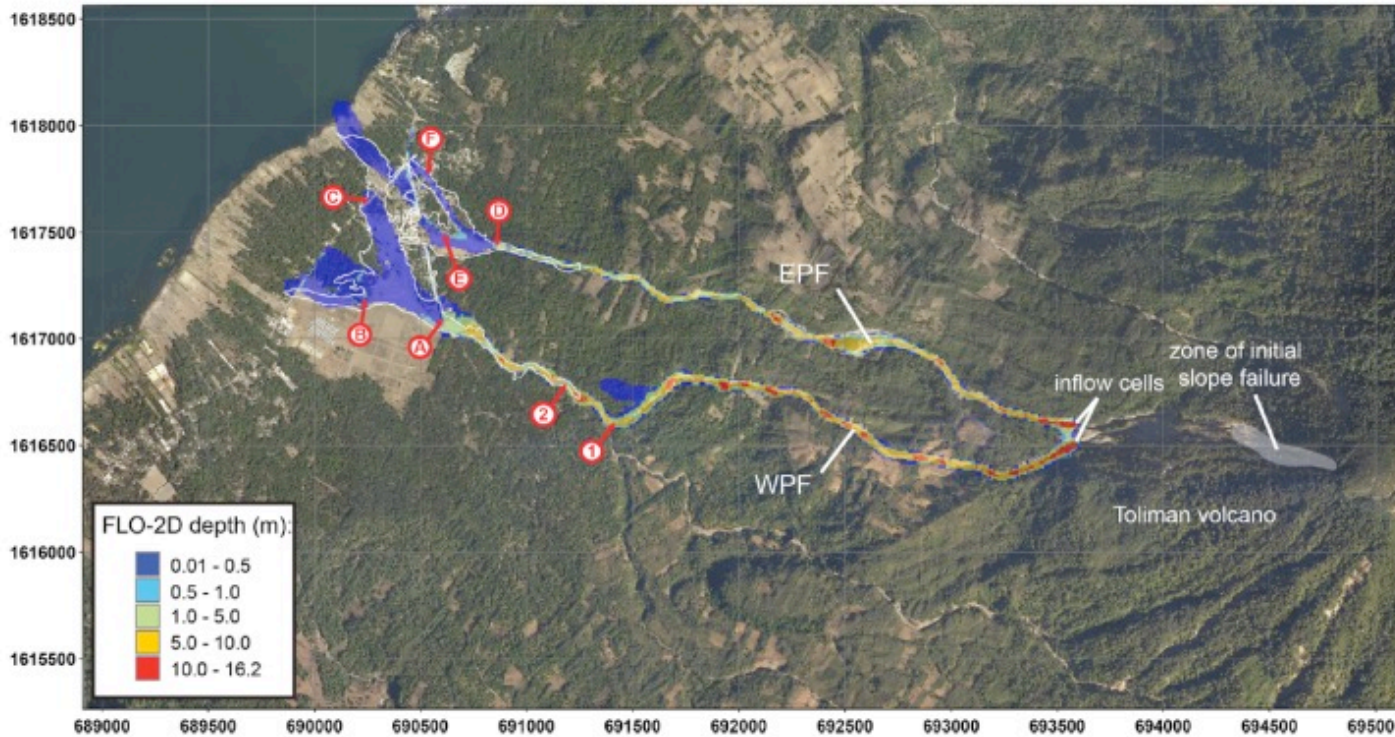 1618500
1618000
1617500
1617000
1616500
1616000
1615500
F
C
D
E
B
A
EPF
zone of initial
slope failure
inflow cells
2
1
WPF
Toliman volcano
FLO-2D depth (m):
0.01 - 0.5
0.5 - 1.0
1.0 - 5.0
5.0 - 10.0
10.0 - 16.2
689000 689500 690000 690500 691000 691500 692000 692500 693000 693500 694000 694500 69500